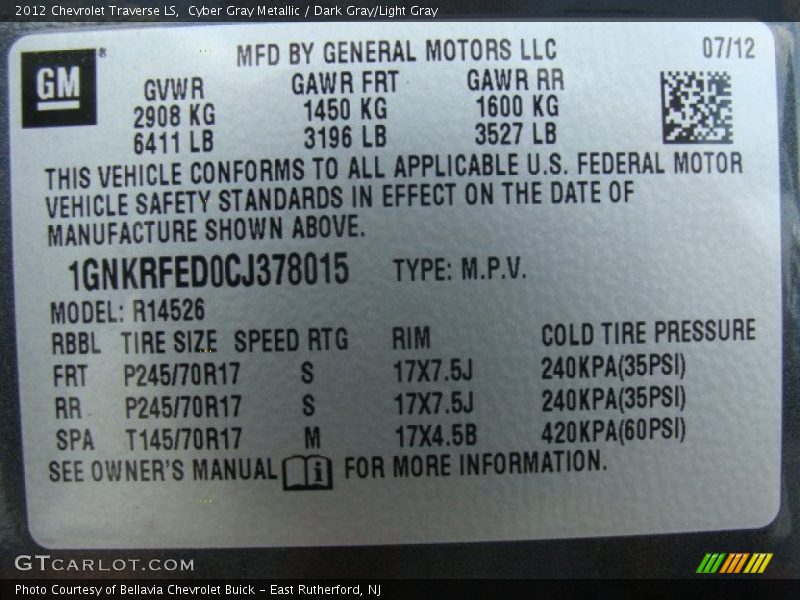 2012 Chevrolet Traverse LS, Cyber Gray Metallic / Dark Gray/Light Gray
GM®
MFD BY GENERAL MOTORS LLC 07/12
GVWR GAWR FRT GAWR RR
2908 KG 1450 KG 1600 KG
6411 LB 3196 LB 3527 LB
THIS VEHICLE CONFORMS TO ALL APPLICABLE U.S. FEDERAL MOTOR
VEHICLE SAFETY STANDARDS IN EFFECT ON THE DATE OF
MANUFACTURE SHOWN ABOVE.
1GNKRFED0CJ378015 TYPE: M.P.V.
MODEL: R14526
RBBL TIRE SIZE SPEED RTG RIM COLD TIRE PRESSURE
FRT P245/70R17 S 17X7.5J 240KPA(35PSI)
RR P245/70R17 S 17X7.5J 240KPA(35PSI)
SPA T145/70R17 M 17X4.5B 420KPA(60PSI)
SEE OWNER'S MANUAL i FOR MORE INFORMATION.
GTCARLOT.COM
Photo Courtesy of Bellavia Chevrolet Buick - East Rutherford, NJ